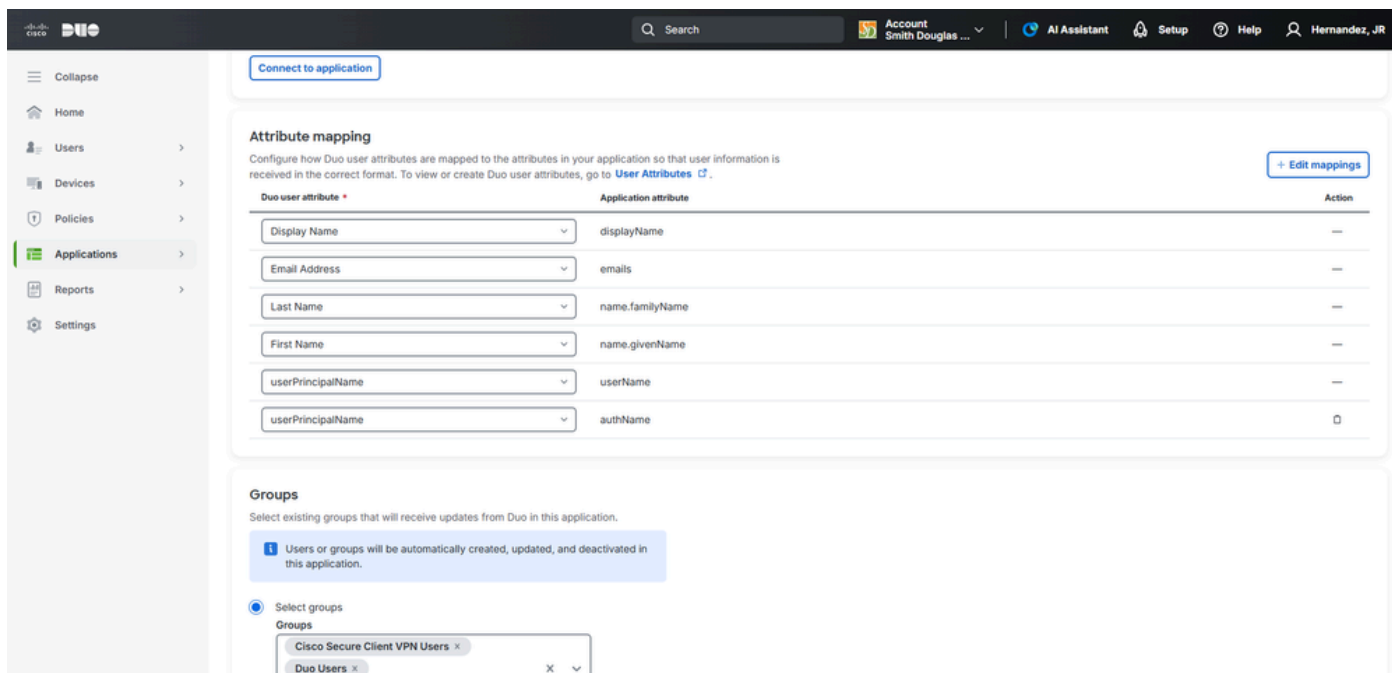 cisco DUO
Search
Account
Smith Douglas ...
AI Assistant
Setup
Help
Hernandez, JR
Collapse
Home
Users
Devices
Policies
Applications
Reports
Settings
Connect to application
Attribute mapping
Configure how Duo user attributes are mapped to the attributes in your application so that user information is
received in the correct format. To view or create Duo user attributes, go to User Attributes .
+ Edit mappings
Duo user attribute * Application attribute Action
Display Name displayName —
Email Address emails —
Last Name name.familyName —
First Name name.givenName —
userPrincipalName userName —
userPrincipalName authName
Groups
Select existing groups that will receive updates from Duo in this application.
Users or groups will be automatically created, updated, and deactivated in
this application.
Select groups
Groups
Cisco Secure Client VPN Users ×
Duo Users ×